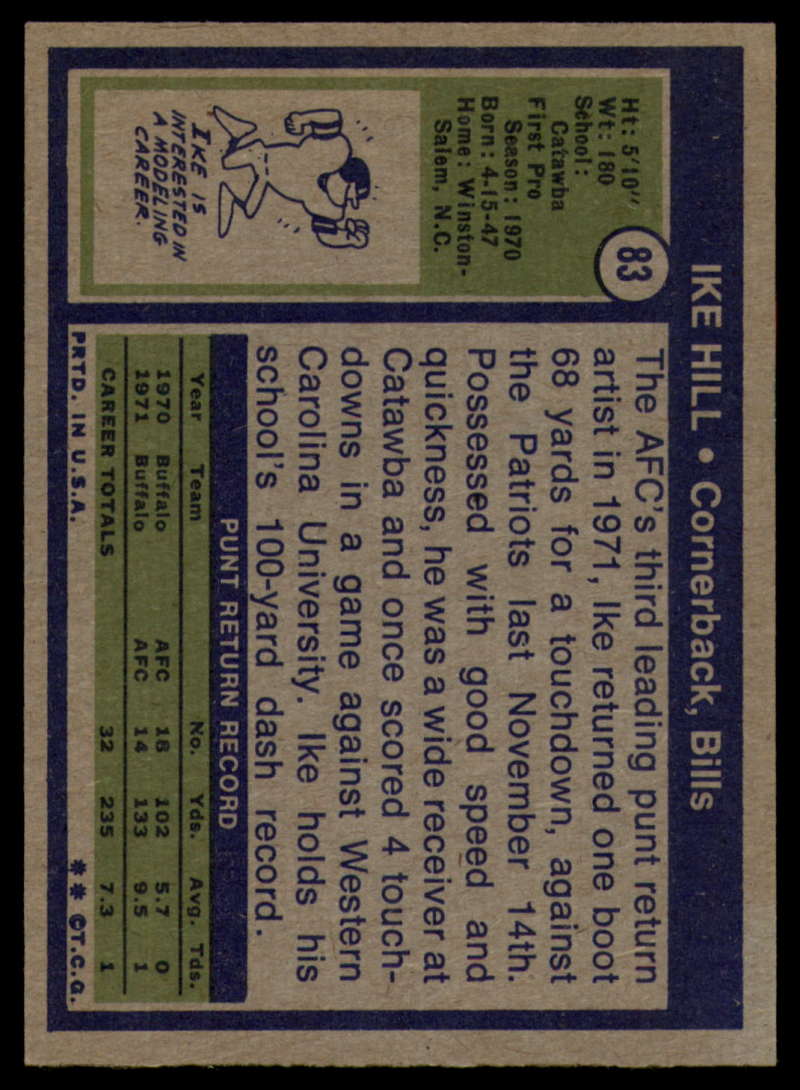 IKE HILL • Cornerback, Bills
83
Ht: 5'10"
Wt: 180
School:
Catawba
First Pro
Season: 1970
Born: 4-15-47
Home: Winston-
Salem, N.C.
IKE IS
INTERESTED IN
A MODELING
CAREER.
The AFC's third leading punt return
artist in 1971, Ike returned one boot
68 yards for a touchdown, against
the Patriots last November 14th.
Possessed with good speed and
quickness, he was a wide receiver at
Catawba and once scored 4 touch-
downs in a game against Western
Carolina University. Ike holds his
school's 100-yard dash record.
PUNT RETURN RECORD
Year Team No. Yds. Avg. Tds.
1970 Buffalo AFC 18 102 5.7 0
1971 Buffalo AFC 14 133 9.5 1
CAREER TOTALS 32 235 7.3 1
PRTD. IN U.S.A. ** ©T.C.G.